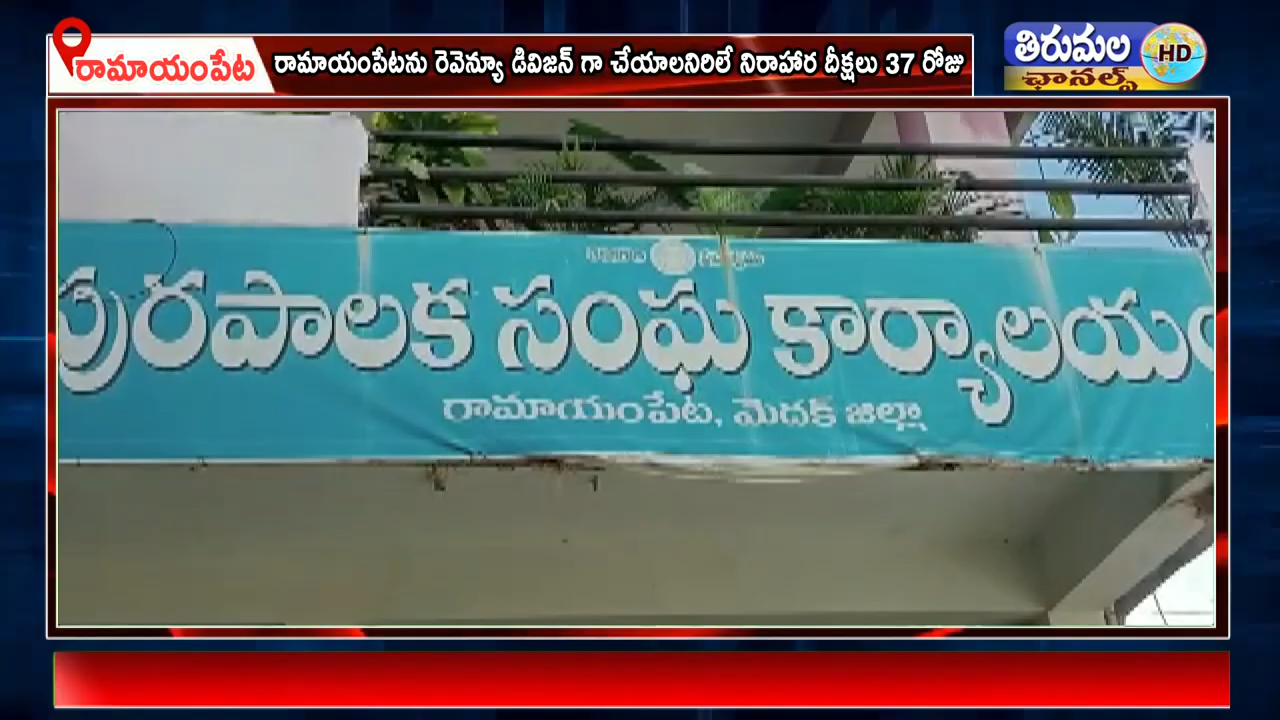 రామాయంపేట
రామాయంపేటను రెవెన్యూ డివిజన్ గా చేయాలనిరిలే నిరాహార దీక్షలు 37 రోజు
తిరుమల
ఛానల్స్
HD
పురపాలక సంఘ కార్యాలయం
రామాయంపేట, మెదక్ జిల్లా